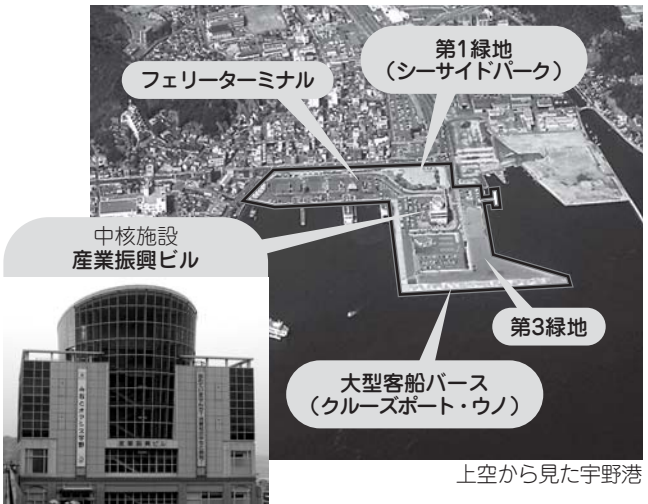 フェリーターミナル
第1緑地
（シーサイドパーク）
中核施設
産業振興ビル
第3緑地
大型客船バース
（クルーズポート・ウノ）
産業振興ビル
上空から見た宇野港